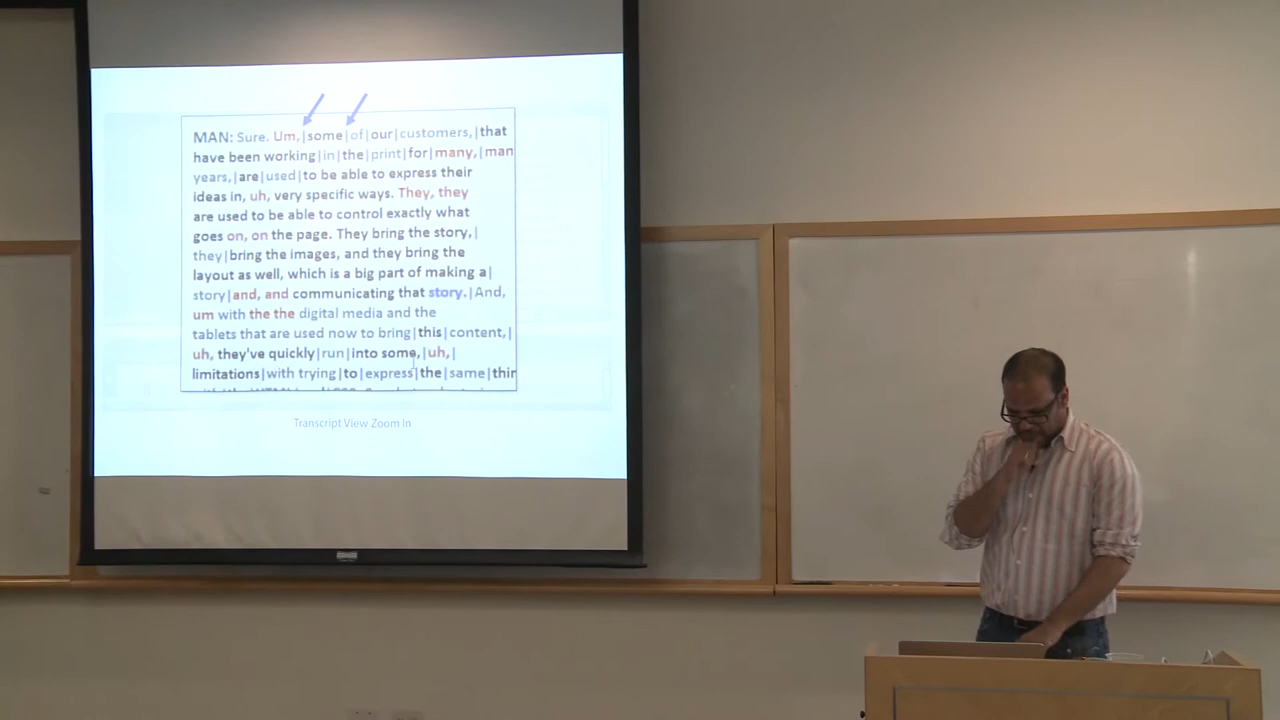 MAN: Sure. Um,|some|of|our|customers,|that
have been working|in|the|print|for|many,|man
years,|are|used|to be able to express their
ideas in, uh, very specific ways. They, they
are used to be able to control exactly what
goes on, on the page. They bring the story,|
they|bring the images, and they bring the
layout as well, which is a big part of making a|
story|and, and communicating that story.|And,
um with the the digital media and the
tablets that are used now to bring|this|content,|
uh, they've quickly|run|into some,|uh,|
limitations|with trying|to|express|the|same|thin
Transcript View Zoom In